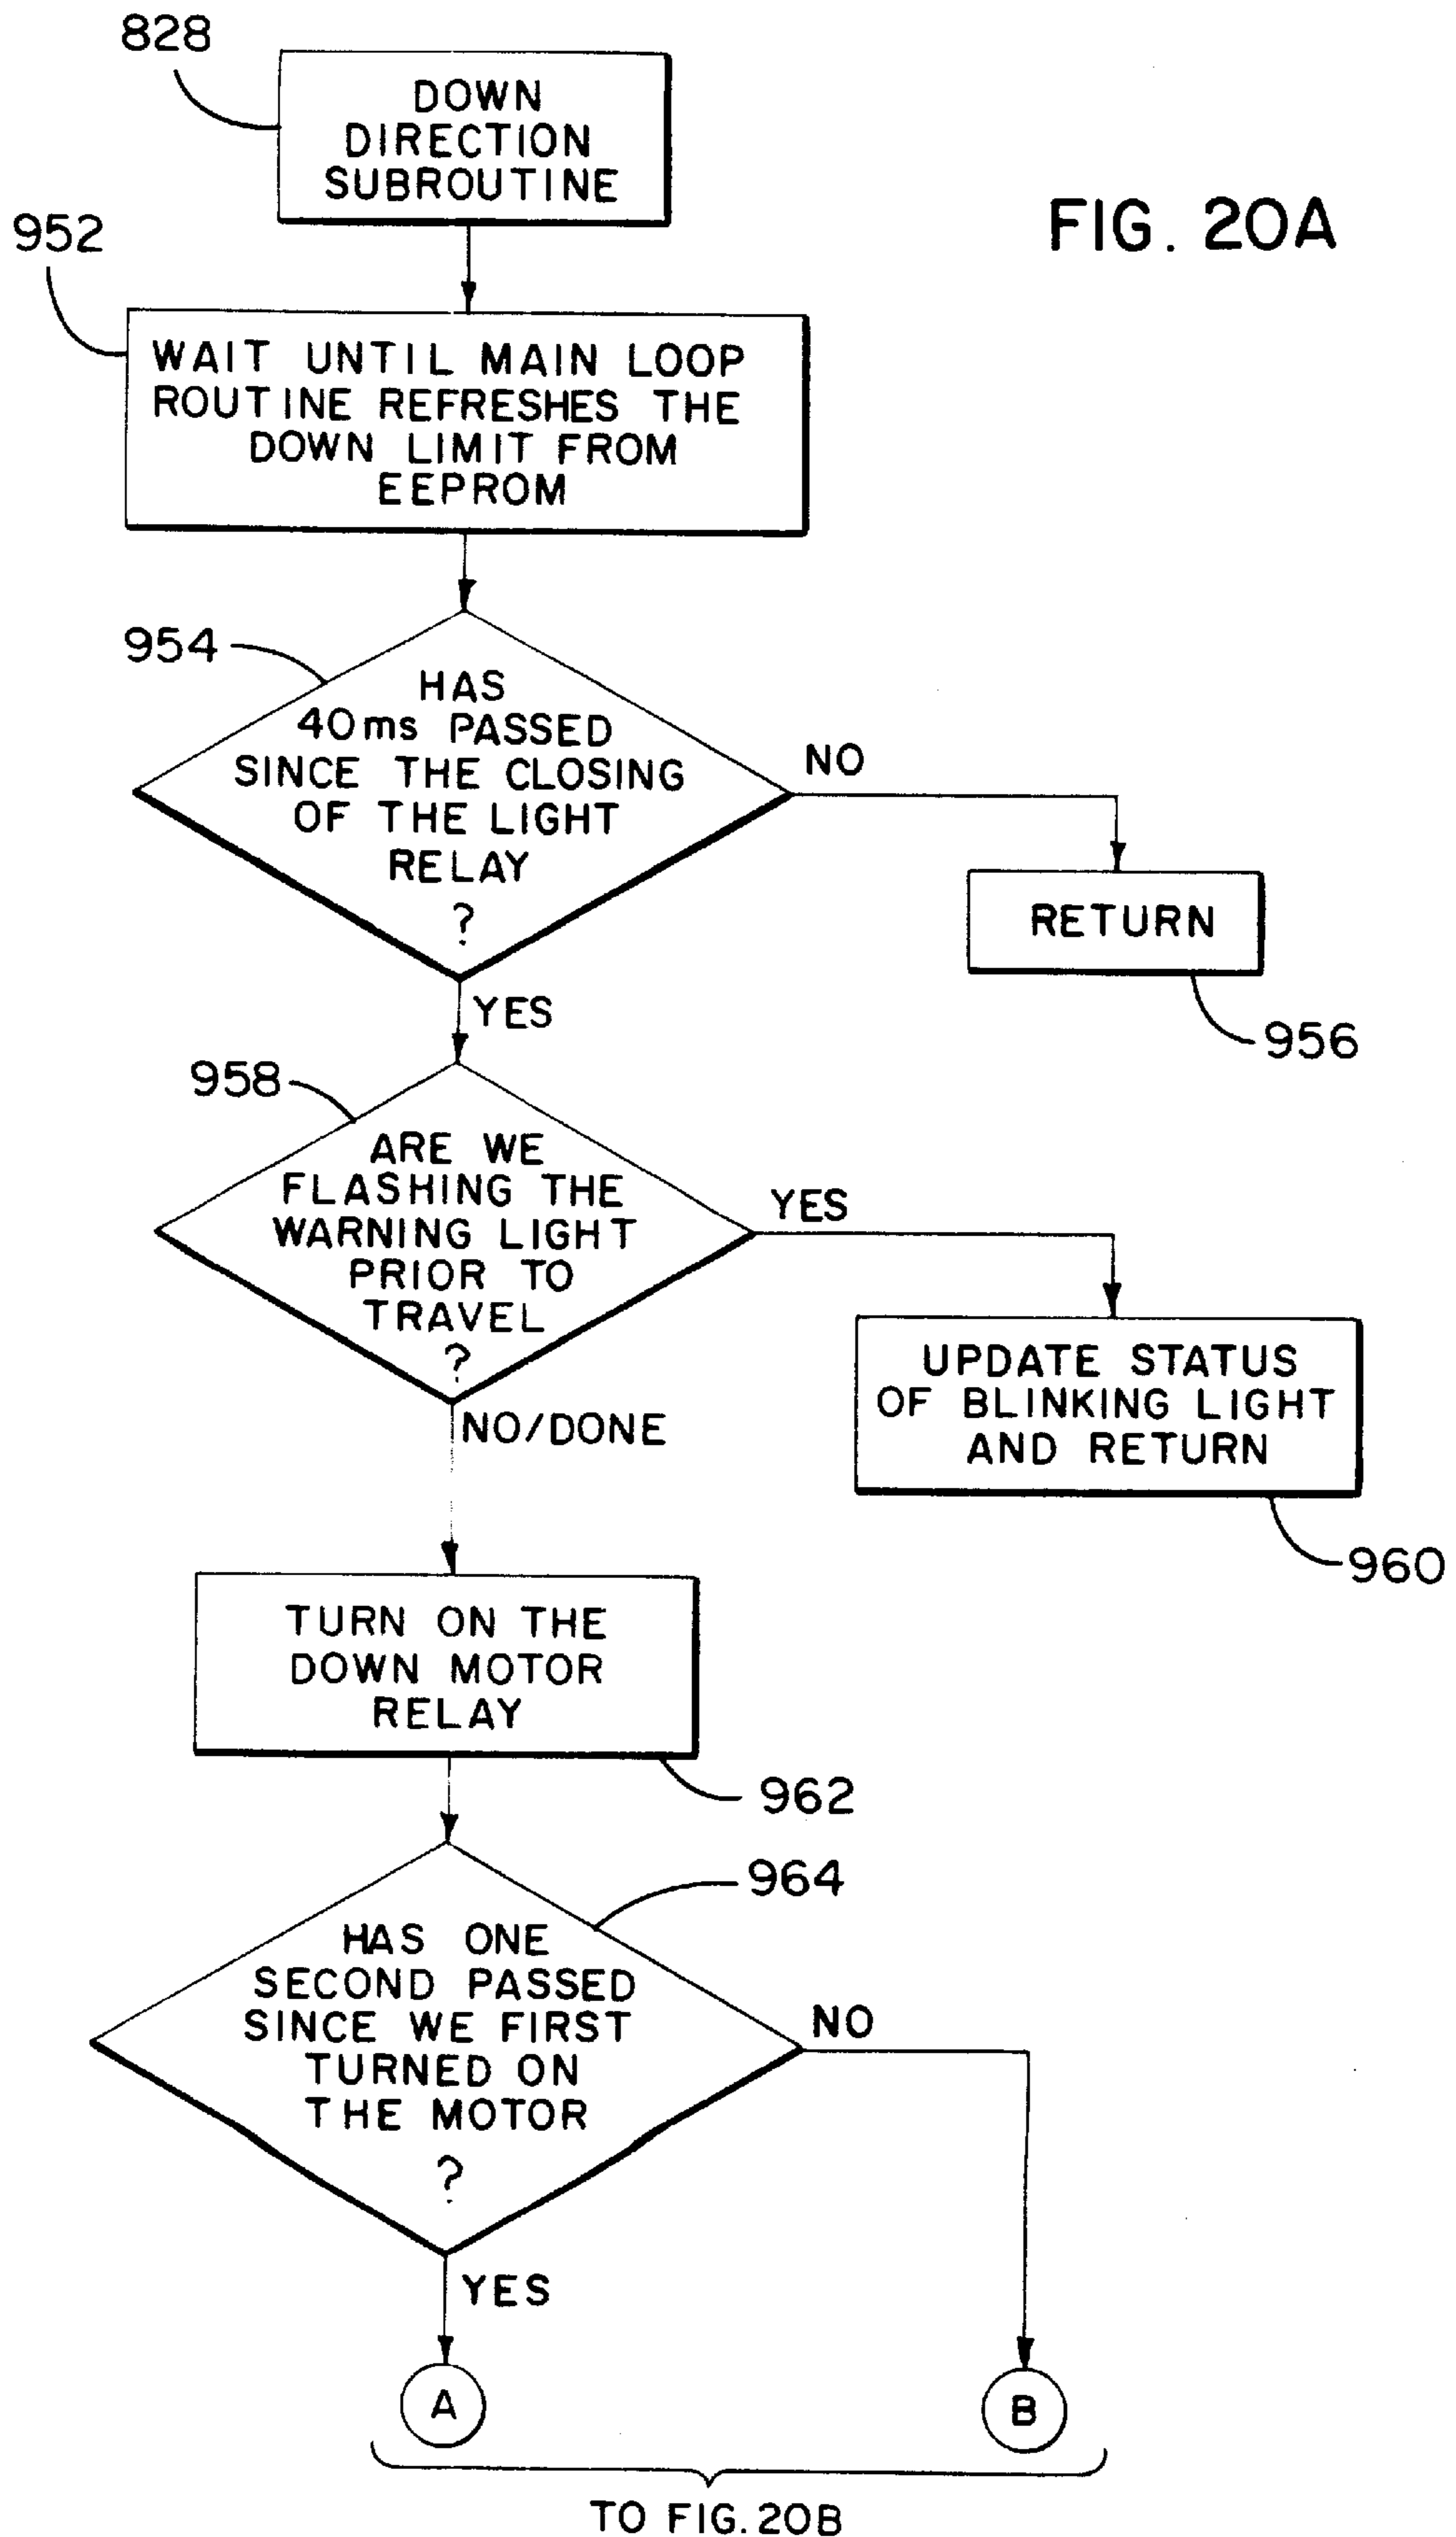 828
DOWN
DIRECTION
SUBROUTINE
FIG. 20A
952
WAIT UNTIL MAIN LOOP
ROUTINE REFRESHES THE
DOWN LIMIT FROM
EEPROM
954
HAS
40ms PASSED
SINCE THE CLOSING
OF THE LIGHT
RELAY
?
NO
RETURN
956
YES
958
ARE WE
FLASHING THE
WARNING LIGHT
PRIOR TO
TRAVEL
?
YES
UPDATE STATUS
OF BLINKING LIGHT
AND RETURN
960
NO/DONE
TURN ON THE
DOWN MOTOR
RELAY
962
964
HAS ONE
SECOND PASSED
SINCE WE FIRST
TURNED ON
THE MOTOR
?
NO
YES
A
B
TO FIG. 20B